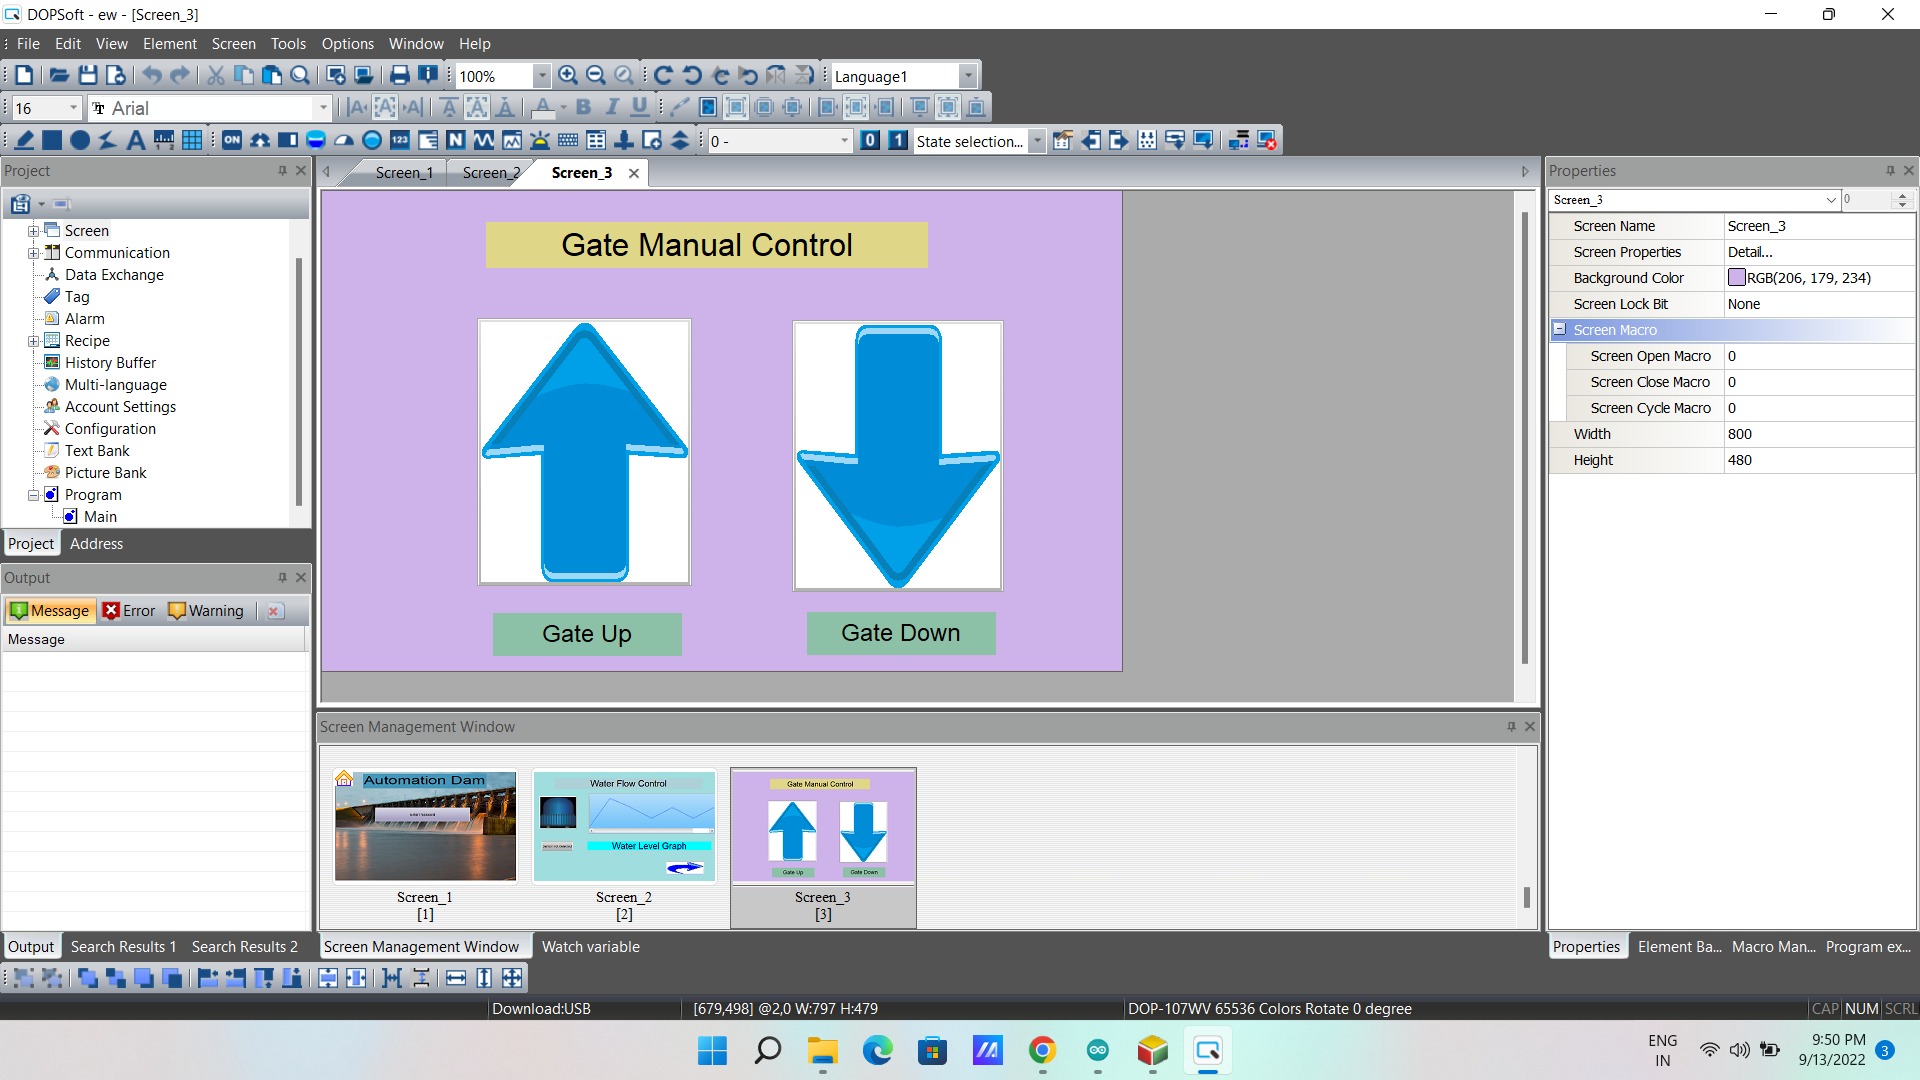 DOPSoft - ew - [Screen_3]
File Edit View Element Screen Tools Options Window Help
100%
Language1
16 Arial
0 -
State selection...
Project
Screen
Communication
Data Exchange
Tag
Alarm
Recipe
History Buffer
Multi-language
Account Settings
Configuration
Text Bank
Picture Bank
Program
Main
Project Address
Output
Message Error Warning
Message
Output Search Results 1 Search Results 2
Screen_1 Screen_2 Screen_3
Gate Manual Control
Gate Up
Gate Down
Screen Management Window
Automation Dam
Water Flow Control
Water Level Graph
Gate Manual Control
Gate Up
Gate Down
Screen_1
[1]
Screen_2
[2]
Screen_3
[3]
Screen Management Window Watch variable
Properties
Screen_3 0
Screen Name Screen_3
Screen Properties Detail...
Background Color RGB(206, 179, 234)
Screen Lock Bit None
Screen Macro
Screen Open Macro 0
Screen Close Macro 0
Screen Cycle Macro 0
Width 800
Height 480
Properties Element Ba... Macro Man... Program ex...
Download:USB [679,498] @2,0 W:797 H:479 DOP-107WV 65536 Colors Rotate 0 degree CAP NUM SCRL
ENG
IN
9:50 PM
9/13/2022
3